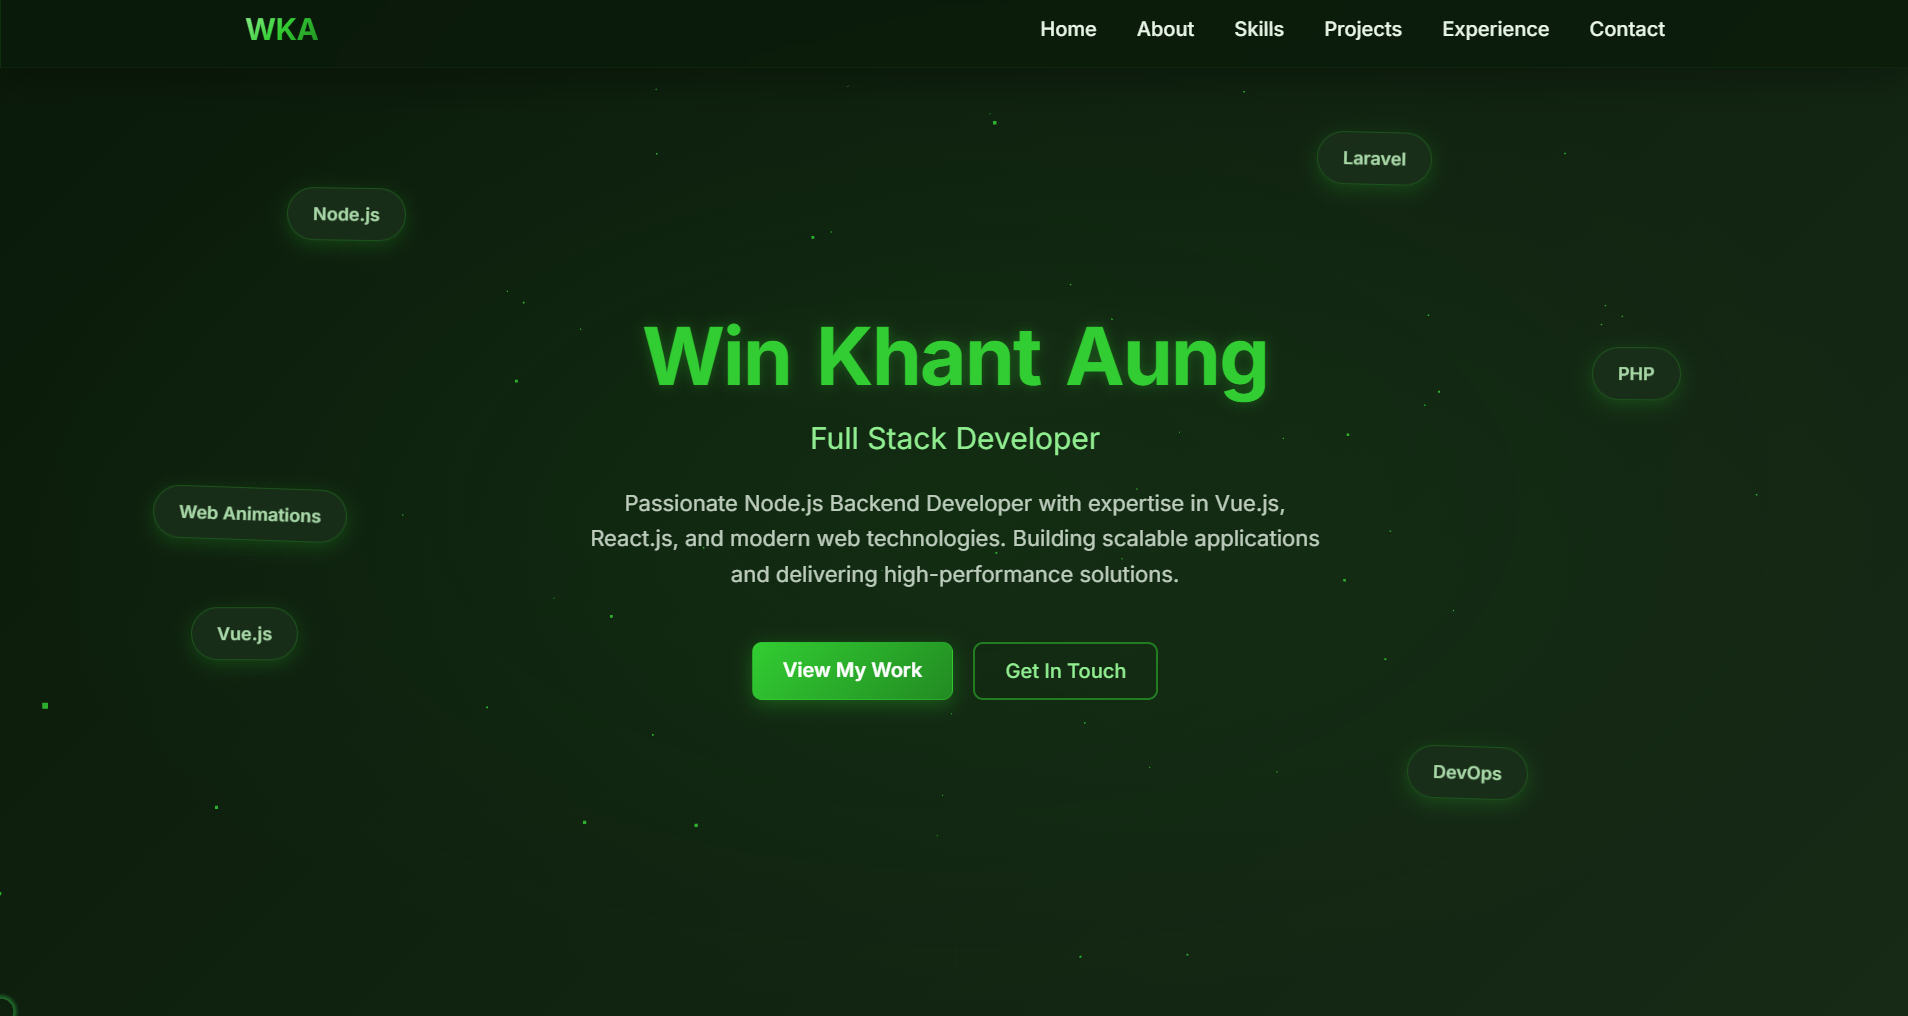 WKA
Home
About
Skills
Projects
Experience
Contact
Laravel
Node.js
Win Khant Aung
PHP
Full Stack Developer
Passionate Node.js Backend Developer with expertise in Vue.js,
React.js, and modern web technologies. Building scalable applications
and delivering high-performance solutions.
Web Animations
Vue.js
View My Work
Get In Touch
DevOps